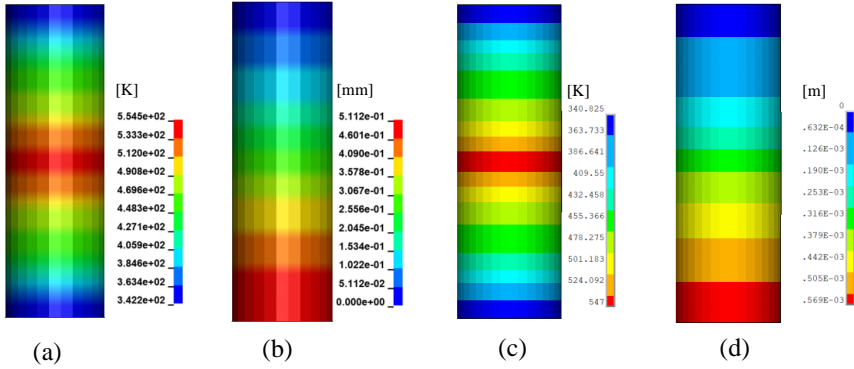 [K]
5.545e+02
5.333e+02
5.120e+02
4.908e+02
4.696e+02
4.483e+02
4.271e+02
4.059e+02
3.846e+02
3.634e+02
3.422e+02
(a)
[mm]
5.112e-01
4.601e-01
4.090e-01
3.578e-01
3.067e-01
2.556e-01
2.045e-01
1.534e-01
1.022e-01
5.112e-02
0.000e+00
(b)
[K]
340.825
363.733
386.641
409.55
432.458
455.366
478.275
501.183
524.092
547
(c)
[m]
0
.632E-04
.126E-03
.190E-03
.253E-03
.316E-03
.379E-03
.442E-03
.505E-03
.569E-03
(d)